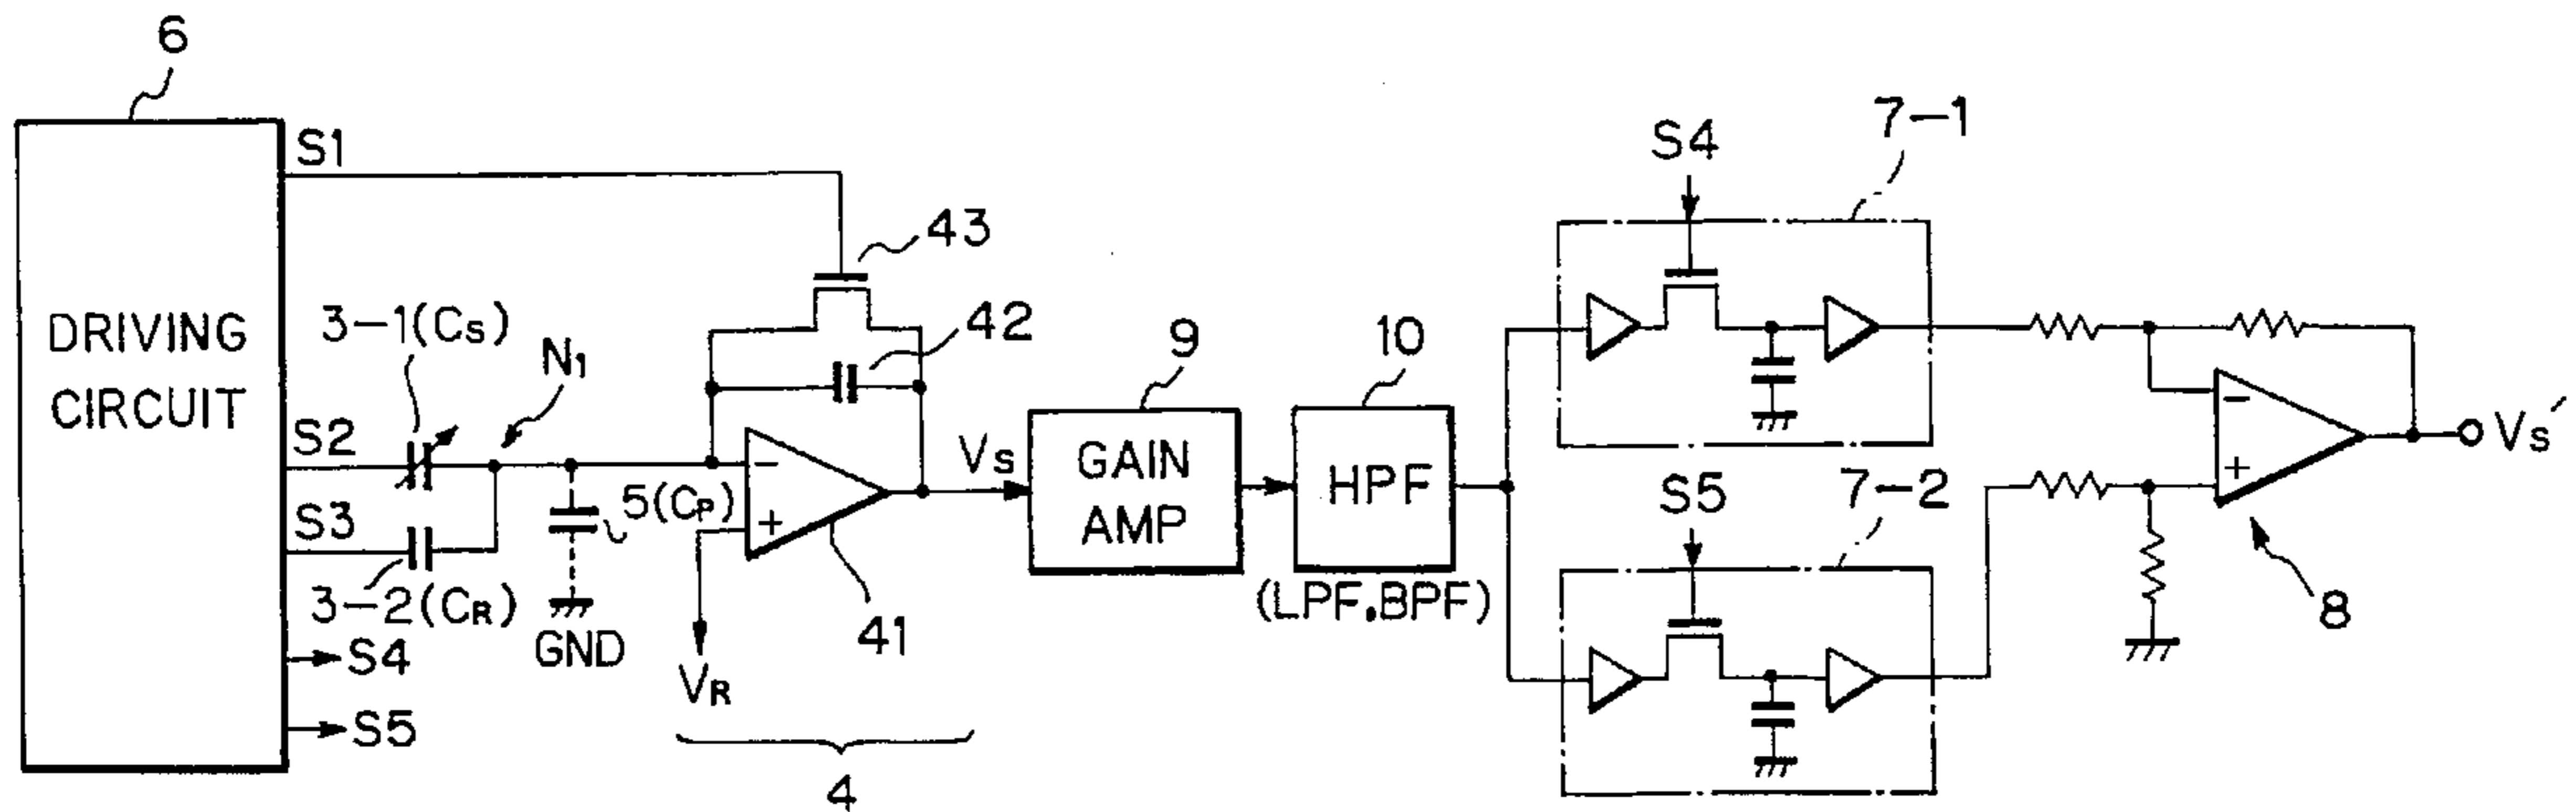 6
S1
DRIVING
CIRCUIT
3-1(CS)
N1
S2
S3
3-2(CR)
S4
S5
5(CP)
GND
43
42
−
+
41
VR
4
VS
9
GAIN
AMP
10
HPF
(LPF.BPF)
S4
7-1
S5
7-2
−
+
8
VS′